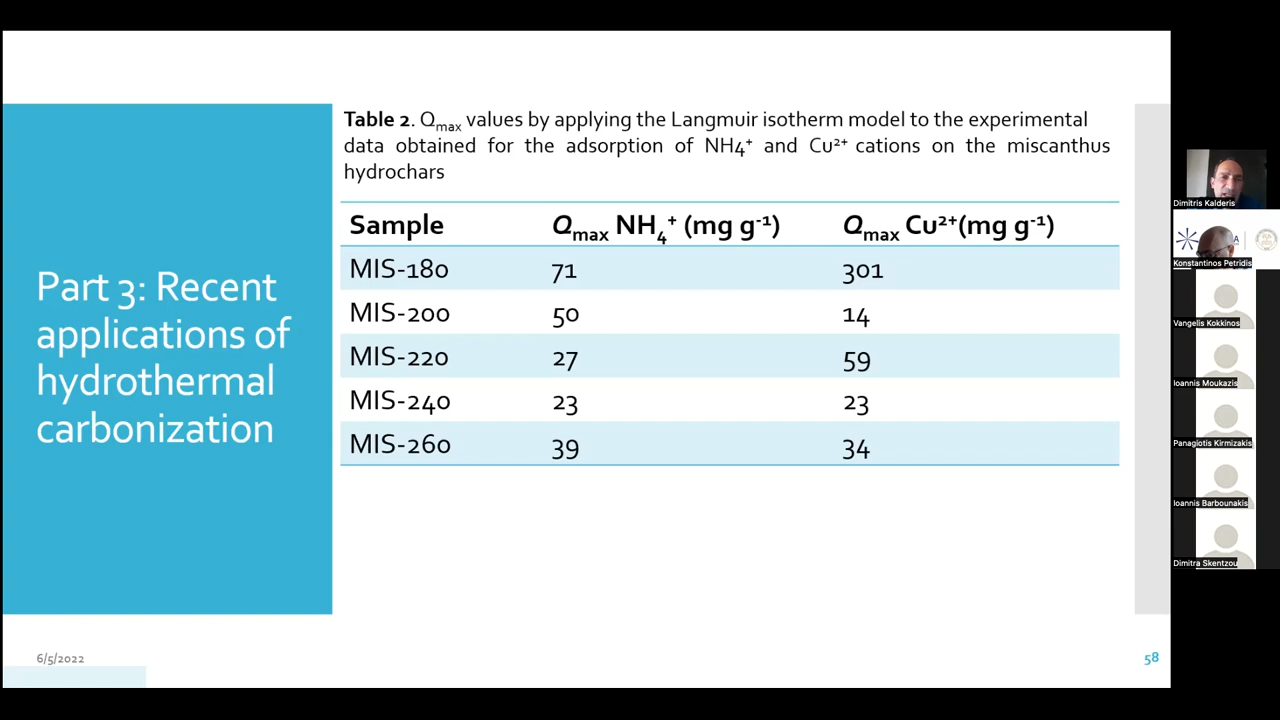 Part 3: Recent
applications of
hydrothermal
carbonization
Table 2. Qmax values by applying the Langmuir isotherm model to the experimental
data obtained for the adsorption of NH4⁺ and Cu²⁺ cations on the miscanthus
hydrochars
Sample Qmax NH₄⁺ (mg g⁻¹) Qmax Cu²⁺(mg g⁻¹)
MIS-180 71 301
MIS-200 50 14
MIS-220 27 59
MIS-240 23 23
MIS-260 39 34
6/5/2022
58
Dimitris Kalderis
Konstantinos Petridis
Vangelis Kokkinos
Ioannis Moukazis
Panagiotis Kirmizakis
Ioannis Barbounakis
Dimitra Skentzou